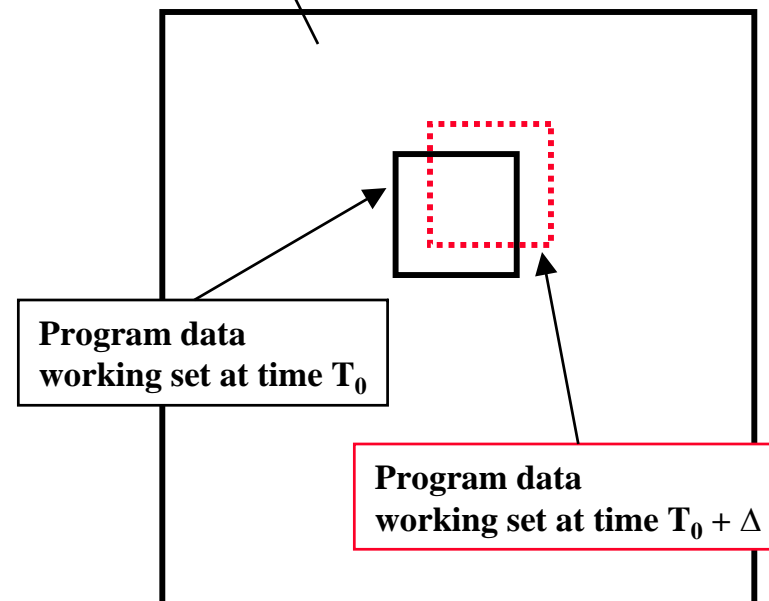 Program data
working set at time T₀
Program data
working set at time T₀ + Δ